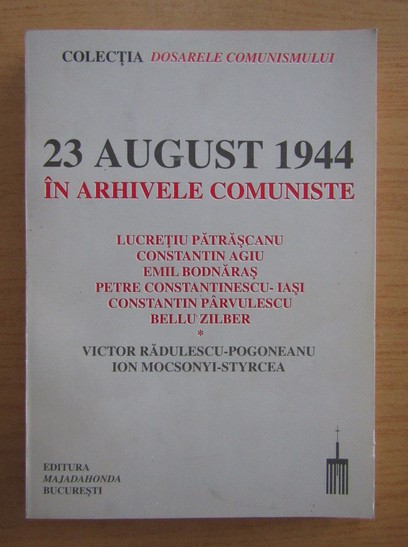 COLECȚIA DOSARELE COMUNISMULUI
23 AUGUST 1944
ÎN ARHIVELE COMUNISTE
LUCREȚIU PĂTRĂȘCANU
CONSTANTIN AGIU
EMIL BODNĂRAȘ
PETRE CONSTANTINESCU- IAȘI
CONSTANTIN PÂRVULESCU
BELLU ZILBER
*
VICTOR RĂDULESCU-POGONEANU
ION MOCSONYI-STYRCEA
EDITURA
MAJADAHONDA
BUCUREȘTI